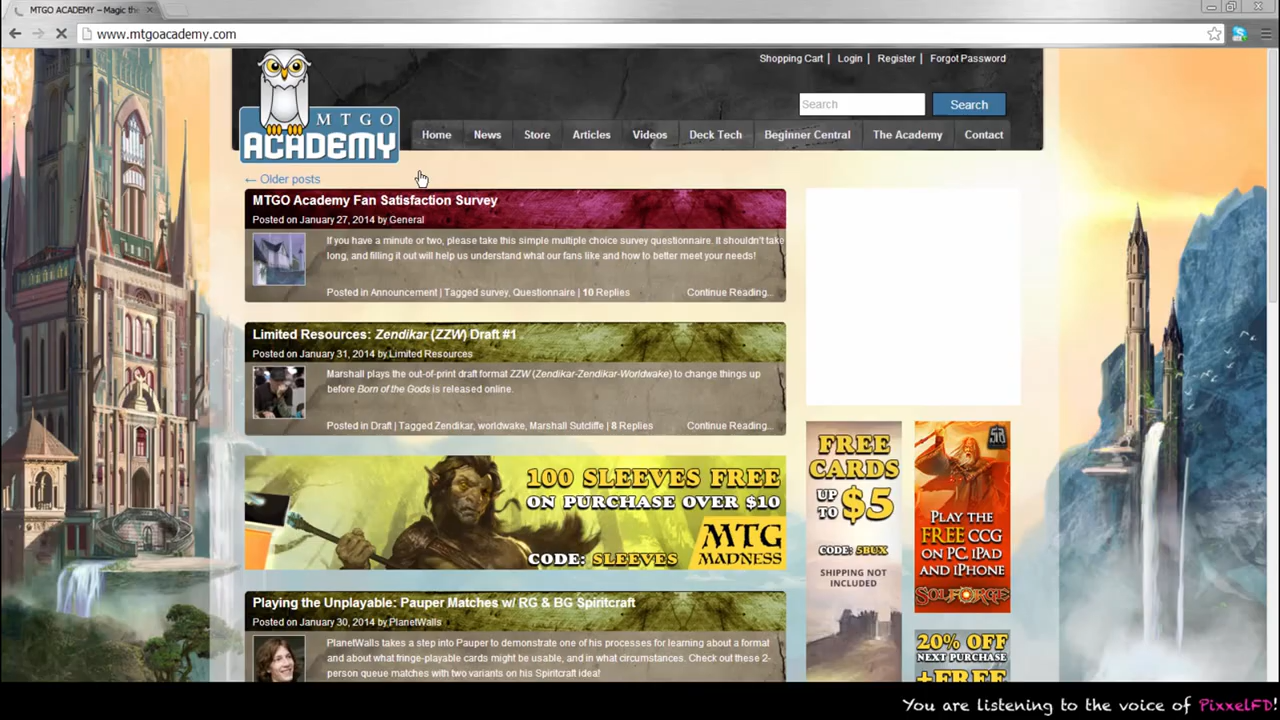 MTGO ACADEMY – Magic the
www.mtgoacademy.com
Shopping Cart | Login | Register | Forgot Password
MTGO
ACADEMY
Search
Search
Home News Store Articles Videos Deck Tech Beginner Central The Academy Contact
← Older posts
MTGO Academy Fan Satisfaction Survey
Posted on January 27, 2014 by General
If you have a minute or two, please take this simple multiple choice survey questionnaire. It shouldn't take
long, and filling it out will help us understand what our fans like and how to better meet your needs!
Posted in Announcement | Tagged survey, Questionnaire | 10 Replies
Continue Reading...
Limited Resources: Zendikar (ZZW) Draft #1
Posted on January 31, 2014 by Limited Resources
Marshall plays the out-of-print draft format ZZW (Zendikar-Zendikar-Worldwake) to change things up
before Born of the Gods is released online.
Posted in Draft | Tagged Zendikar, worldwake, Marshall Sutcliffe | 8 Replies
Continue Reading...
100 SLEEVES FREE
ON PURCHASE OVER $10
CODE: SLEEVES
MTG
MADNESS
Playing the Unplayable: Pauper Matches w/ RG & BG Spiritcraft
Posted on January 30, 2014 by PlanetWalls
PlanetWalls takes a step into Pauper to demonstrate one of his processes for learning about a format
and about what fringe-playable cards might be usable, and in what circumstances. Check out these 2-
person queue matches with two variants on his Spiritcraft idea!
FREE
CARDS
UP
TO $5
CODE: 5BUX
SHIPPING NOT
INCLUDED
PLAY THE
FREE CCG
ON PC, IPAD
AND IPHONE
SOLFORGE
20% OFF
NEXT PURCHASE
+FREE
You are listening to the voice of PixxelFD!